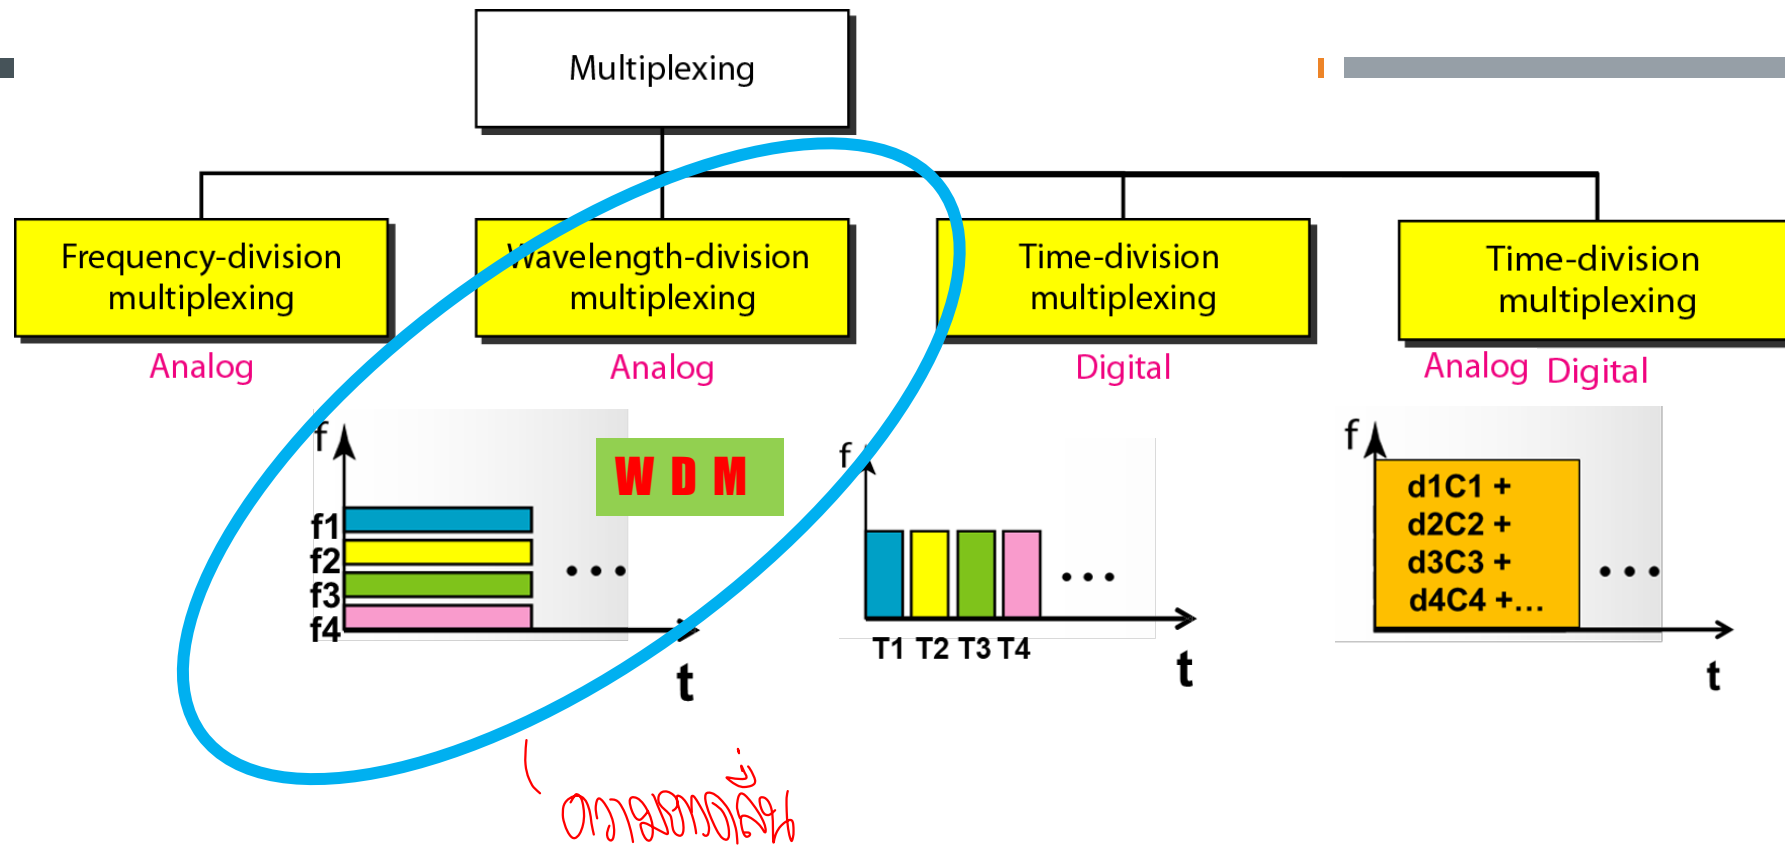 Multiplexing
Frequency-division
multiplexing
Analog
Wavelength-division
multiplexing
Analog
Time-division
multiplexing
Digital
Time-division
multiplexing
Analog Digital
f
f1
f2
f3
f4
t
W D M
f
T1 T2 T3 T4
t
f
d1C1 +
d2C2 +
d3C3 +
d4C4 +...
t